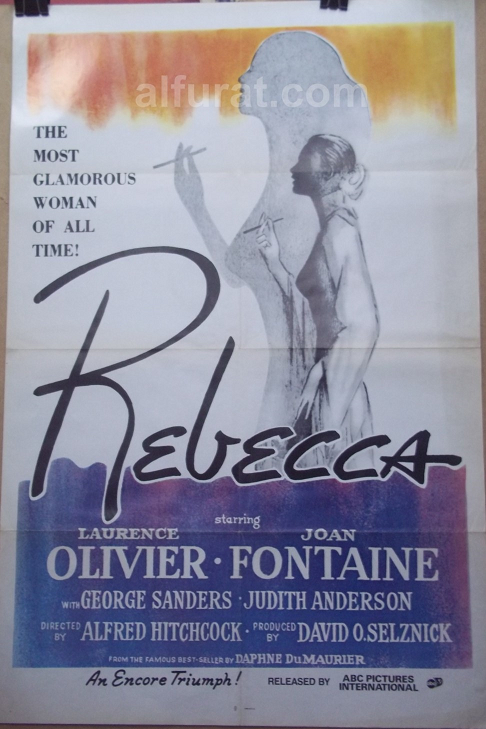 alfurat.com
THE
MOST
GLAMOROUS
WOMAN
OF ALL
TIME!
REbECCA
starring
LAURENCE JOAN
OLIVIER · FONTAINE
WITH GEORGE SANDERS · JUDITH ANDERSON
DIRECTED BY ALFRED HITCHCOCK · PRODUCED BY DAVID O. SELZNICK
FROM THE FAMOUS BEST-SELLER BY DAPHNE DuMAURIER
An Encore Triumph! RELEASED BY ABC PICTURES
INTERNATIONAL